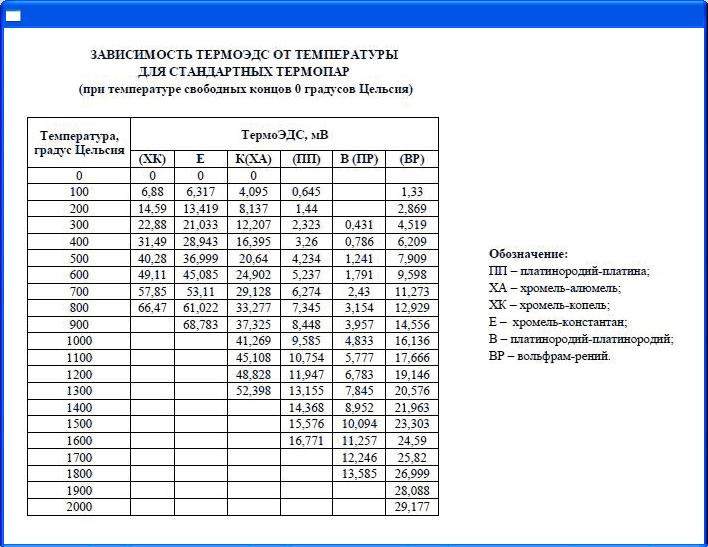 ЗАВИСИМОСТЬ ТЕРМОЭДС ОТ ТЕМПЕРАТУРЫ
ДЛЯ СТАНДАРТНЫХ ТЕРМОПАР
(при температуре свободных концов 0 градусов Цельсия)
Температура, градус Цельсия ТермоЭДС, мВ
(ХК) Е К(ХА) (ПП) В (ПР) (ВР)
0 0 0 0
100 6,88 6,317 4,095 0,645 1,33
200 14,59 13,419 8,137 1,44 2,869
300 22,88 21,033 12,207 2,323 0,431 4,519
400 31,49 28,943 16,395 3,26 0,786 6,209
500 40,28 36,999 20,64 4,234 1,241 7,909
600 49,11 45,085 24,902 5,237 1,791 9,598
700 57,85 53,11 29,128 6,274 2,43 11,273
800 66,47 61,022 33,277 7,345 3,154 12,929
900 68,783 37,325 8,448 3,957 14,556
1000 41,269 9,585 4,833 16,136
1100 45,108 10,754 5,777 17,666
1200 48,828 11,947 6,783 19,146
1300 52,398 13,155 7,845 20,576
1400 14,368 8,952 21,963
1500 15,576 10,094 23,303
1600 16,771 11,257 24,59
1700 12,246 25,82
1800 13,585 26,999
1900 28,088
2000 29,177
Обозначение:
ПП – платинородий-платина;
ХА – хромель-алюмель;
ХК – хромель-копель;
Е – хромель-константан;
В – платинородий-платинородий;
ВР – вольфрам-рений.